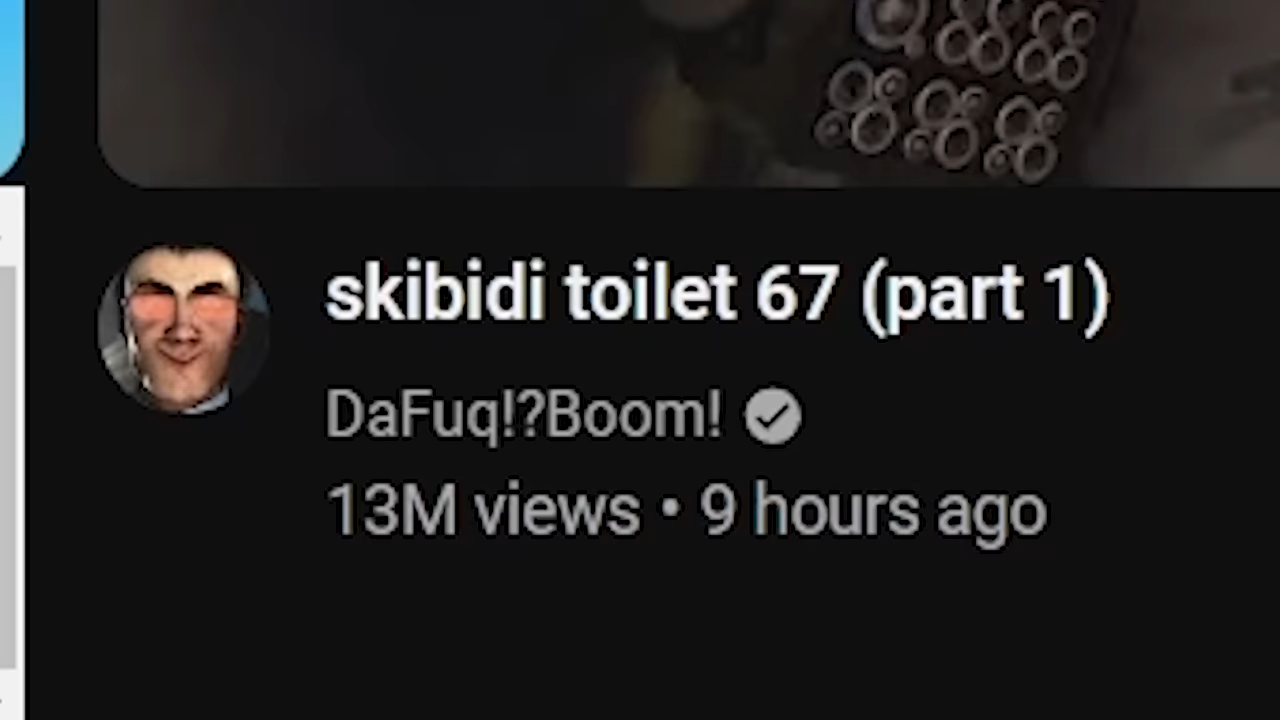 skibidi toilet 67 (part 1)
DaFuq!?Boom!
13M views • 9 hours ago